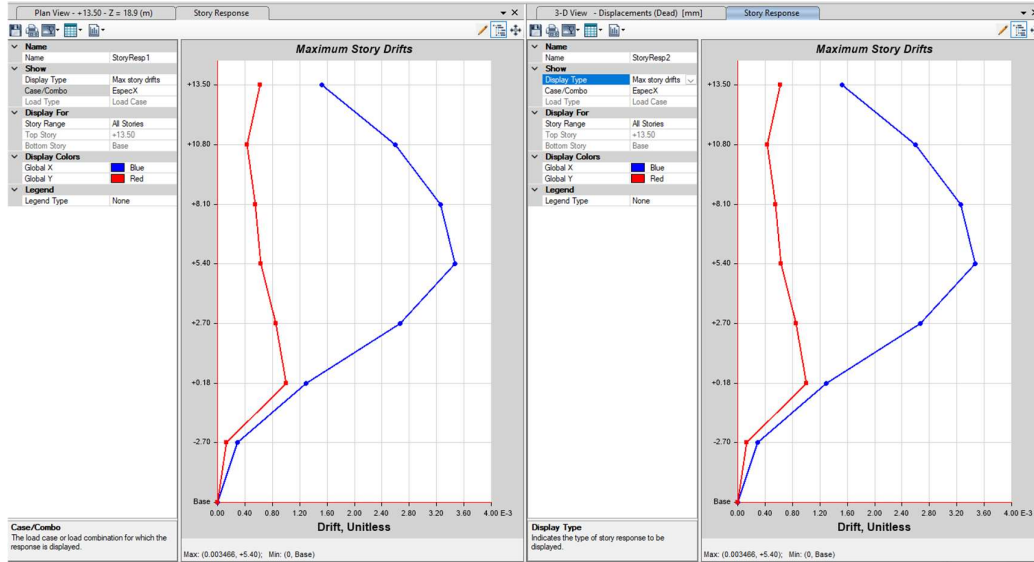 Plan View - +13.50 - Z = 18.9 (m)
Story Response
Name
Name StoryResp1
Show
Display Type Max story drifts
Case/Combo EspecX
Load Type Load Case
Display For
Story Range All Stories
Top Story +13.50
Bottom Story Base
Display Colors
Global X Blue
Global Y Red
Legend
Legend Type None
Case/Combo
The load case or load combination for which the
response is displayed.
Maximum Story Drifts
+13.50
+10.80
+8.10
+5.40
+2.70
+0.18
-2.70
Base
0.00 0.40 0.80 1.20 1.60 2.00 2.40 2.80 3.20 3.60 4.00 E-3
Drift, Unitless
Max: (0.003466, +5.40); Min: (0, Base)
3-D View - Displacements (Dead) [mm]
Story Response
Name
Name StoryResp2
Show
Display Type Max story drifts
Case/Combo EspecX
Load Type Load Case
Display For
Story Range All Stories
Top Story +13.50
Bottom Story Base
Display Colors
Global X Blue
Global Y Red
Legend
Legend Type None
Display Type
Indicates the type of story response to be
displayed.
Maximum Story Drifts
+13.50
+10.80
+8.10
+5.40
+2.70
+0.18
-2.70
Base
0.00 0.40 0.80 1.20 1.60 2.00 2.40 2.80 3.20 3.60 4.00 E-3
Drift, Unitless
Max: (0.003466, +5.40); Min: (0, Base)